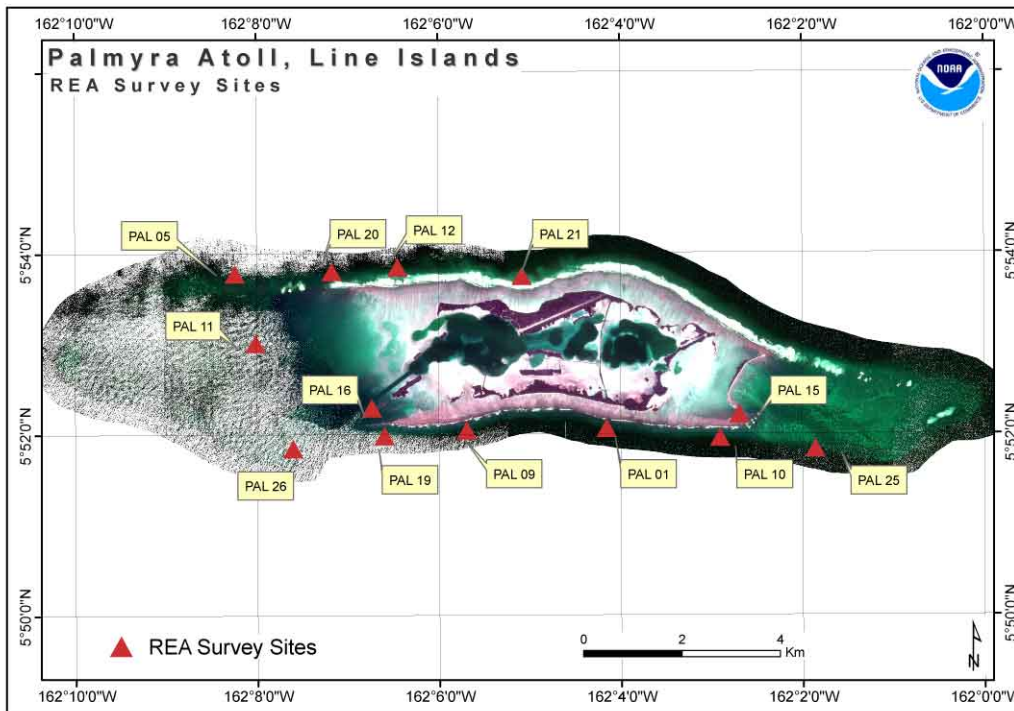 162°10'0"W 162°8'0"W 162°6'0"W 162°4'0"W 162°2'0"W 162°0'0"W
Palmyra Atoll, Line Islands
REA Survey Sites
NOAA
5°54'0"N
5°54'0"N
PAL 05
PAL 20
PAL 12
PAL 21
PAL 11
PAL 16
PAL 15
5°52'0"N
5°52'0"N
PAL 26
PAL 19
PAL 09
PAL 01
PAL 10
PAL 25
5°50'0"N
5°50'0"N
REA Survey Sites
0 2 4
Km
N
162°10'0"W 162°8'0"W 162°6'0"W 162°4'0"W 162°2'0"W 162°0'0"W